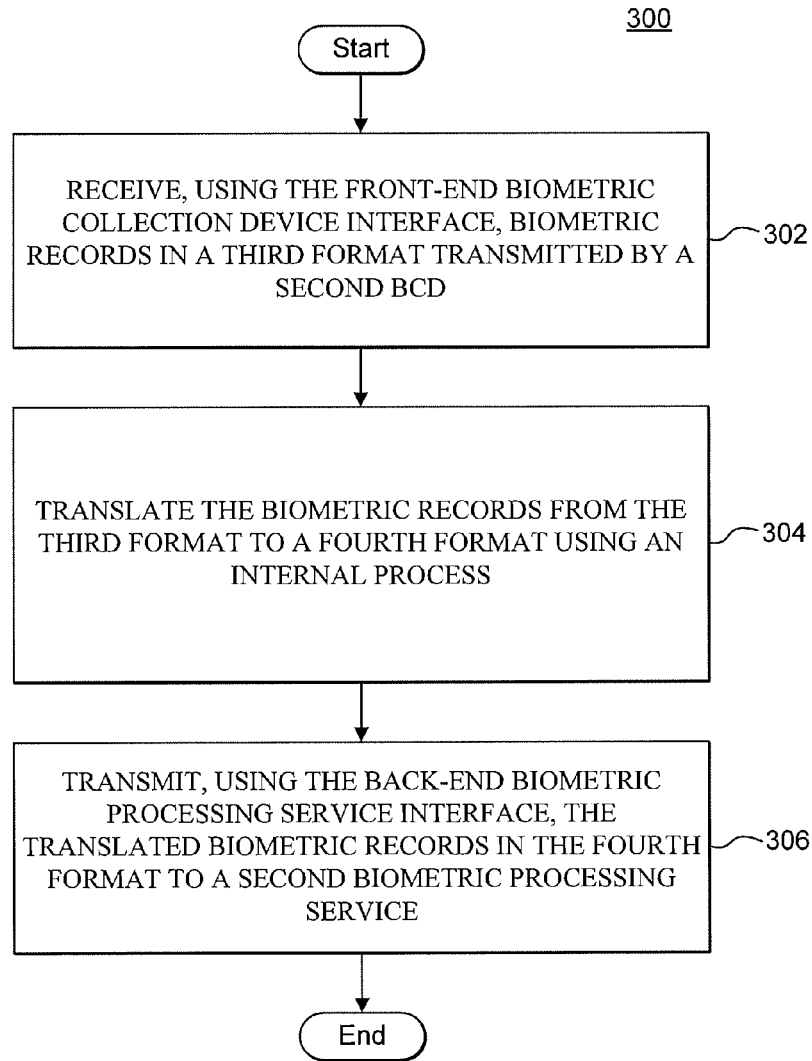 300
Start
RECEIVE, USING THE FRONT-END BIOMETRIC
COLLECTION DEVICE INTERFACE, BIOMETRIC
RECORDS IN A THIRD FORMAT TRANSMITTED BY A
SECOND BCD
302
TRANSLATE THE BIOMETRIC RECORDS FROM THE
THIRD FORMAT TO A FOURTH FORMAT USING AN
INTERNAL PROCESS
304
TRANSMIT, USING THE BACK-END BIOMETRIC
PROCESSING SERVICE INTERFACE, THE
TRANSLATED BIOMETRIC RECORDS IN THE FOURTH
FORMAT TO A SECOND BIOMETRIC PROCESSING
SERVICE
306
End